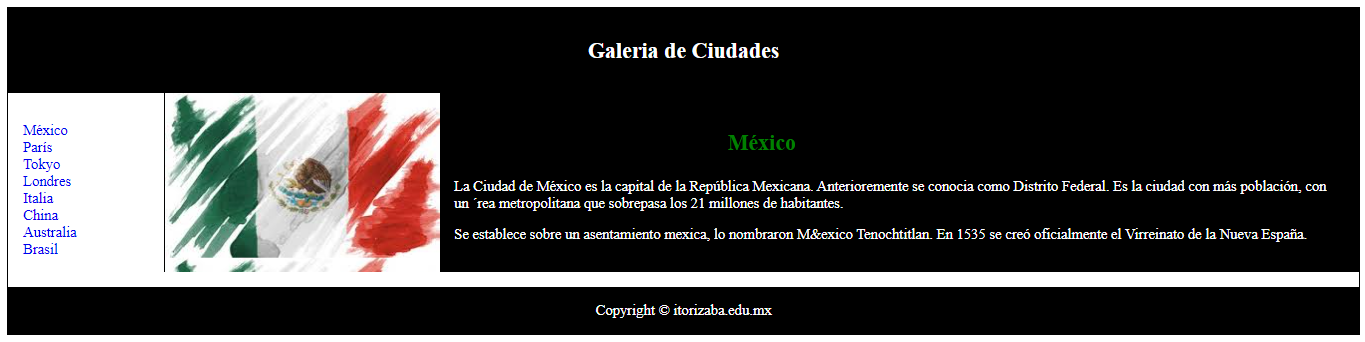 Galeria de Ciudades
México
París
Tokyo
Londres
Italia
China
Australia
Brasil
México
La Ciudad de México es la capital de la República Mexicana. Anterioremente se conocia como Distrito Federal. Es la ciudad con más población, con
un ´rea metropolitana que sobrepasa los 21 millones de habitantes.
Se establece sobre un asentamiento mexica, lo nombraron M&exico Tenochtitlan. En 1535 se creó oficialmente el Virreinato de la Nueva España.
Copyright © itorizaba.edu.mx